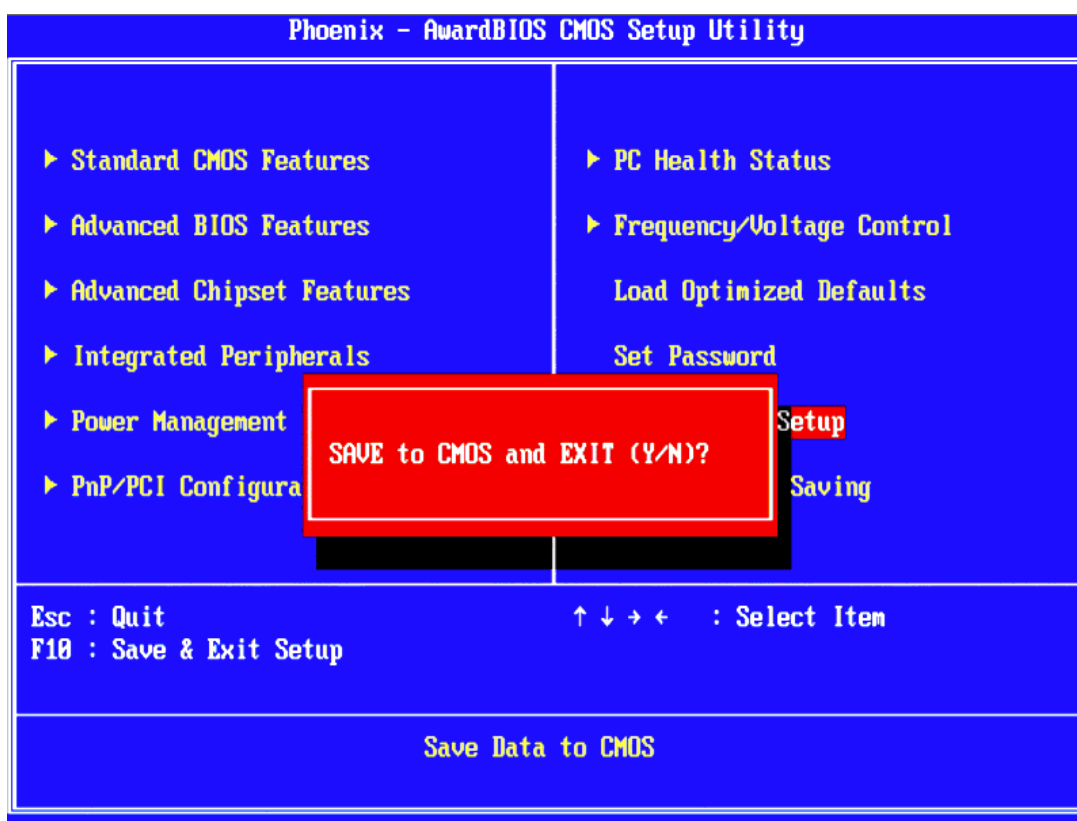 Phoenix - AwardBIOS CMOS Setup Utility
Standard CMOS Features
Advanced BIOS Features
Advanced Chipset Features
Integrated Peripherals
Power Management
PnP/PCI Configura
PC Health Status
Frequency/Voltage Control
Load Optimized Defaults
Set Password
Setup
Saving
SAVE to CMOS and EXIT (Y/N)?
Esc : Quit
F10 : Save & Exit Setup
↑ ↓ → ← : Select Item
Save Data to CMOS